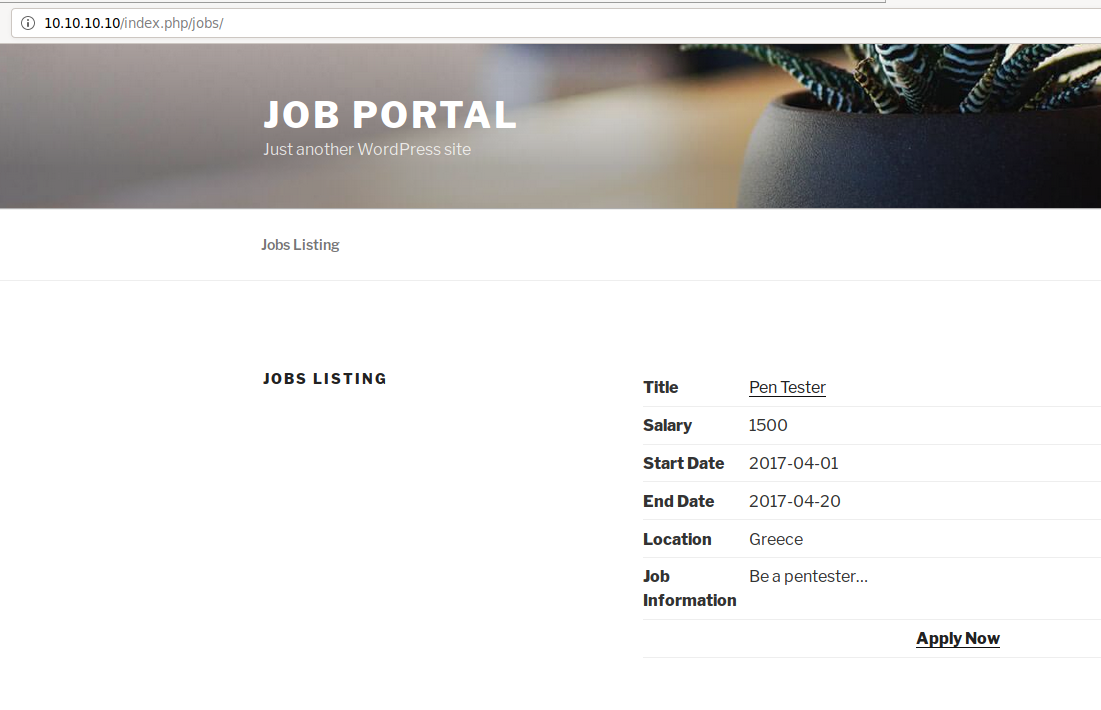 10.10.10.10/index.php/jobs/
JOB PORTAL
Just another WordPress site
Jobs Listing
JOBS LISTING
Title Pen Tester
Salary 1500
Start Date 2017-04-01
End Date 2017-04-20
Location Greece
Job Be a pentester...
Information
Apply Now